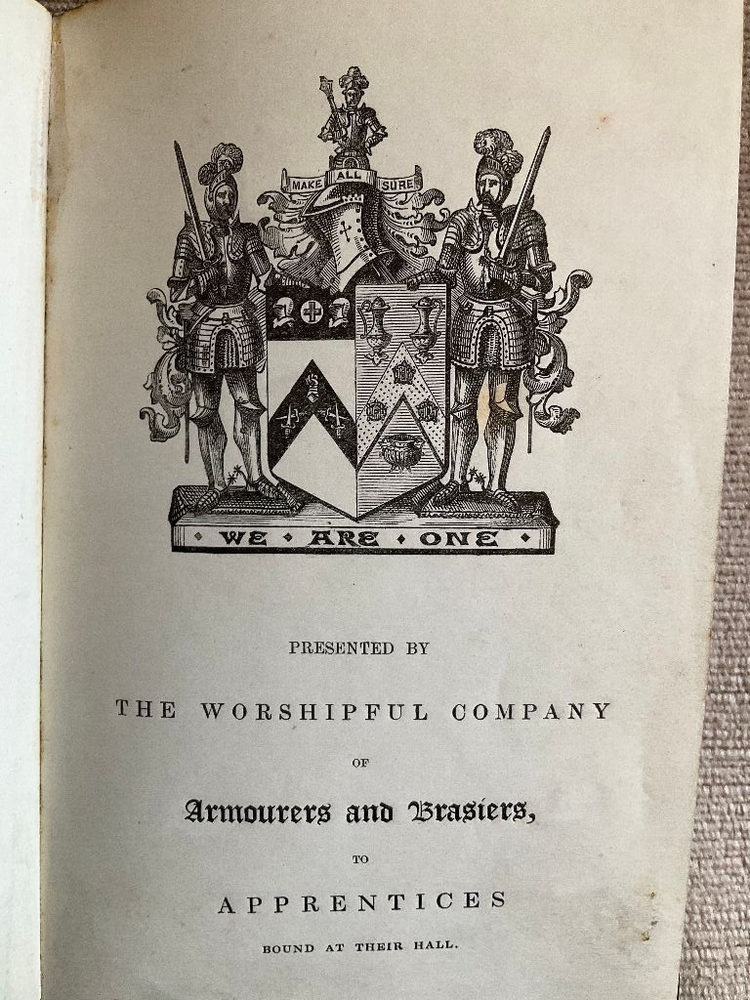 MAKE ALL SURE
WE ARE ONE
PRESENTED BY
THE WORSHIPFUL COMPANY
OF
Armourers and Brasiers,
TO
APPRENTICES
BOUND AT THEIR HALL.